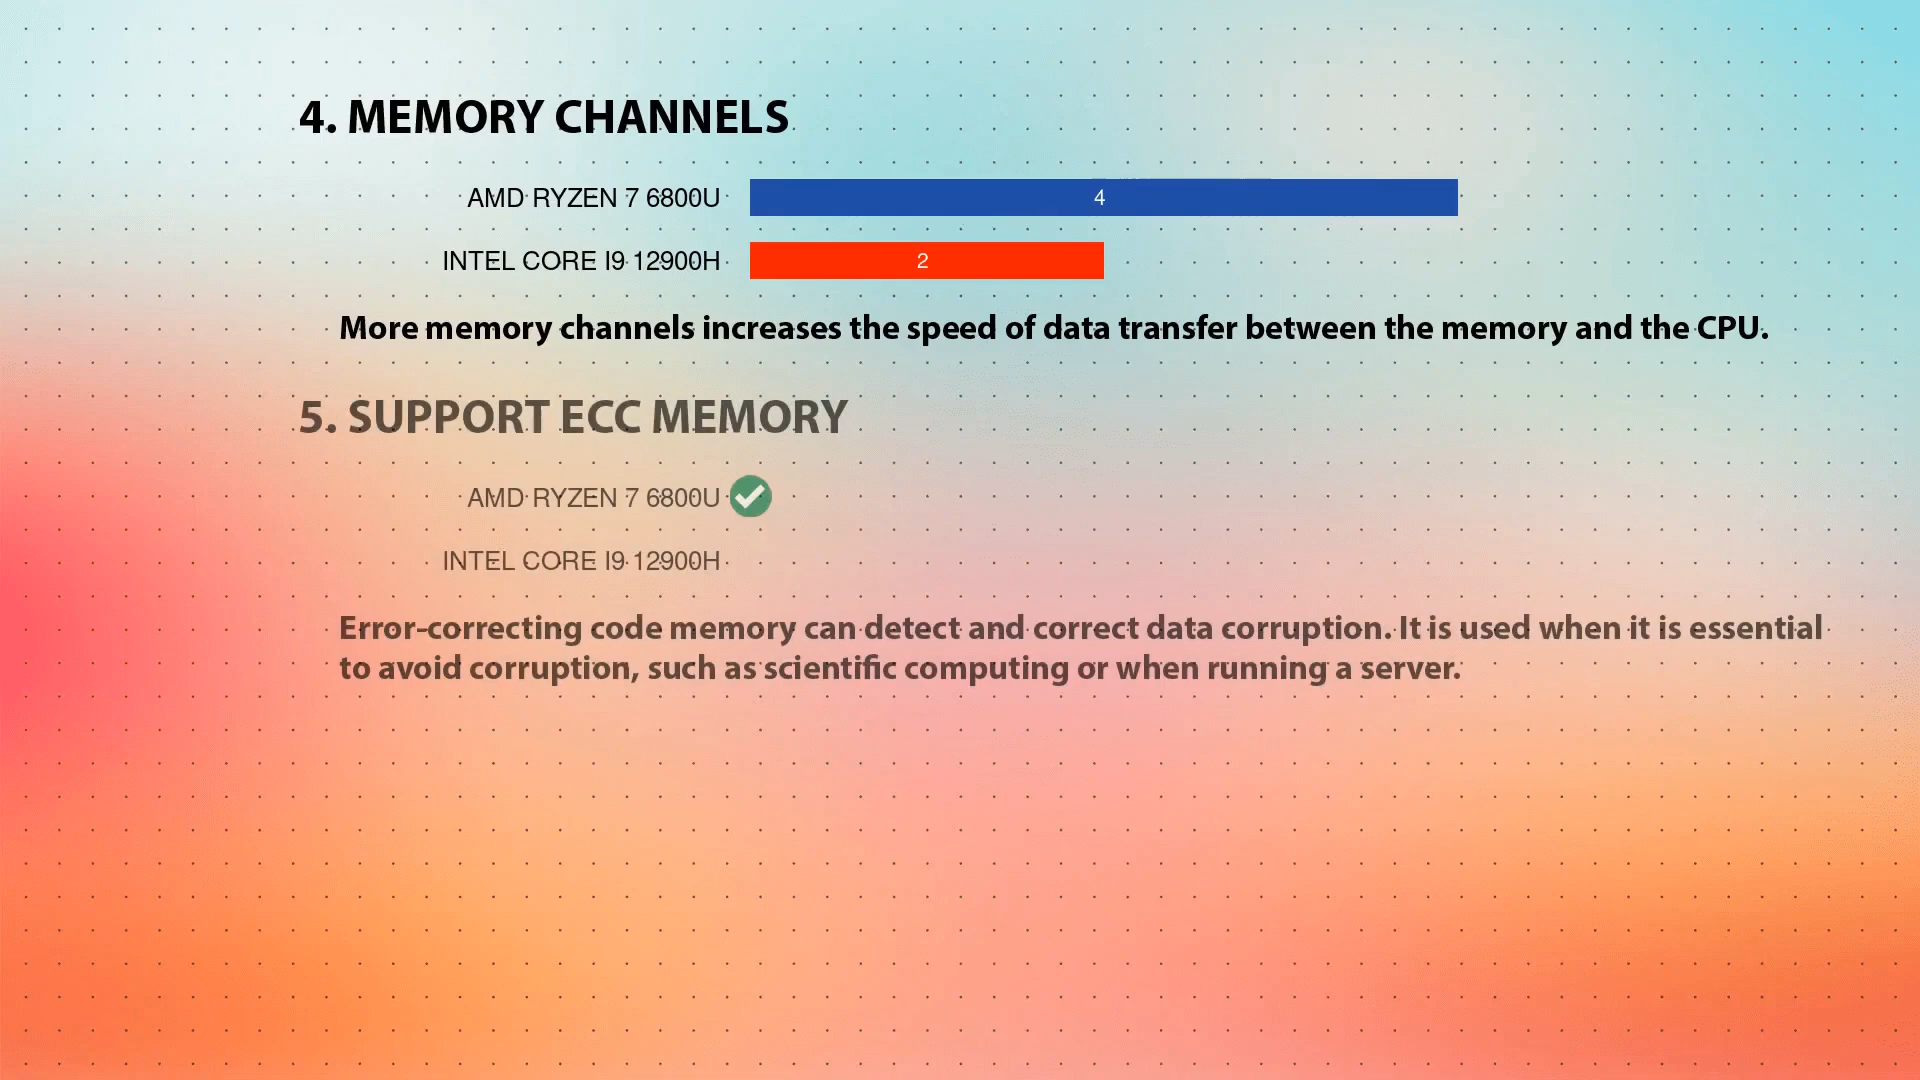 4. MEMORY CHANNELS
AMD RYZEN 7 6800U
4
INTEL CORE I9 12900H
2
More memory channels increases the speed of data transfer between the memory and the CPU.
5. SUPPORT ECC MEMORY
AMD RYZEN 7 6800U
INTEL CORE I9 12900H
Error-correcting code memory can detect and correct data corruption. It is used when it is essential
to avoid corruption, such as scientific computing or when running a server.